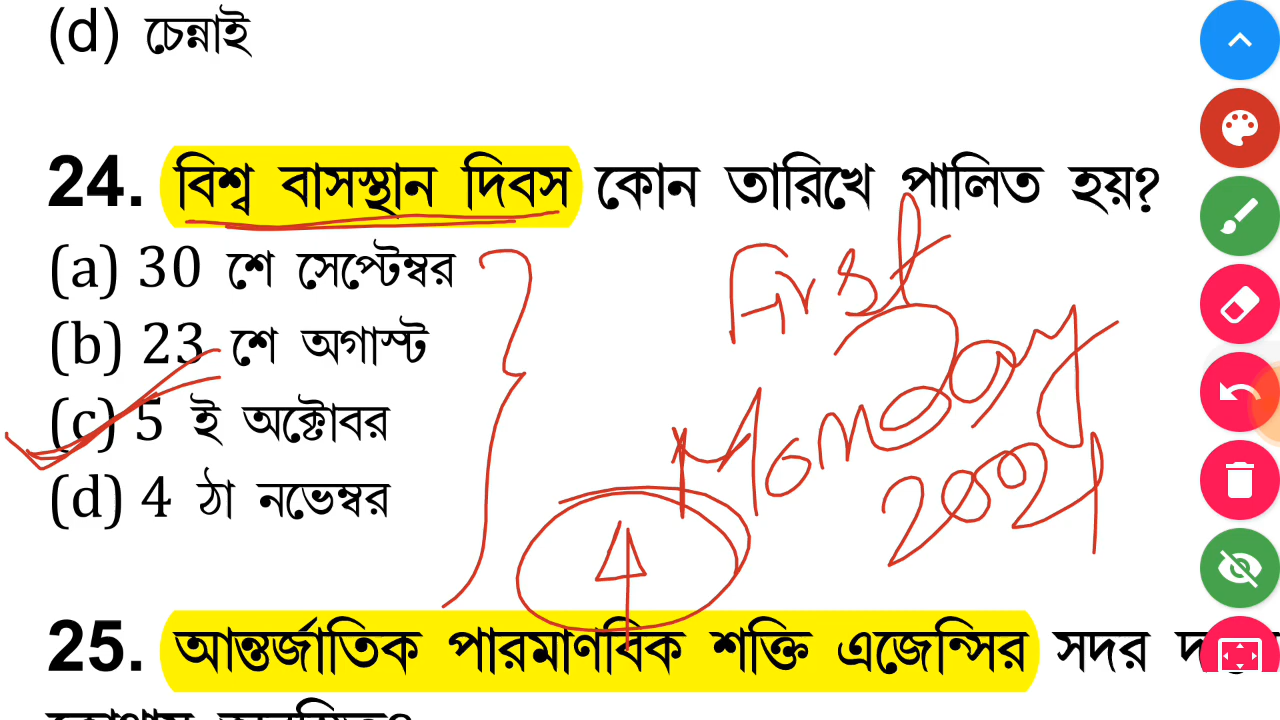 (d) চেন্নাই
24. বিশ্ব বাসস্থান দিবস কোন তারিখে পালিত হয়?
(a) 30 শে সেপ্টেম্বর
(b) 23 শে অগাস্ট
(c) 5 ই অক্টোবর
(d) 4 ঠা নভেম্বর
First
Monday
2021
4
25. আন্তর্জাতিক পারমাণবিক শক্তি এজেন্সির সদর